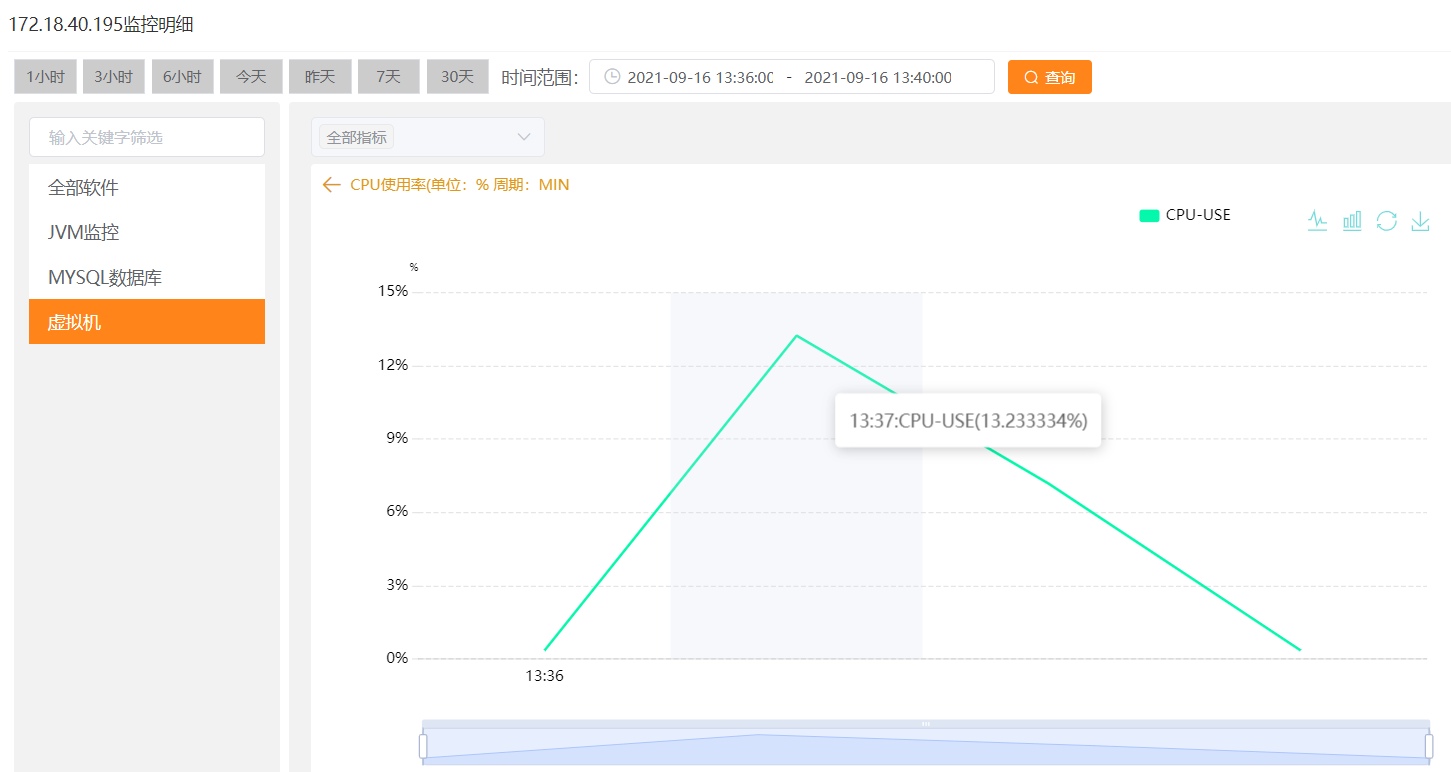 172.18.40.195监控明细
1小时 3小时 6小时 今天 昨天 7天 30天 时间范围： 2021-09-16 13:36:00 - 2021-09-16 13:40:00 查询
输入关键字筛选
全部软件
JVM监控
MYSQL数据库
虚拟机
全部指标
CPU使用率(单位：% 周期：MIN
CPU-USE
%
15%
12%
13:37:CPU-USE(13.233334%)
9%
6%
3%
0%
13:36